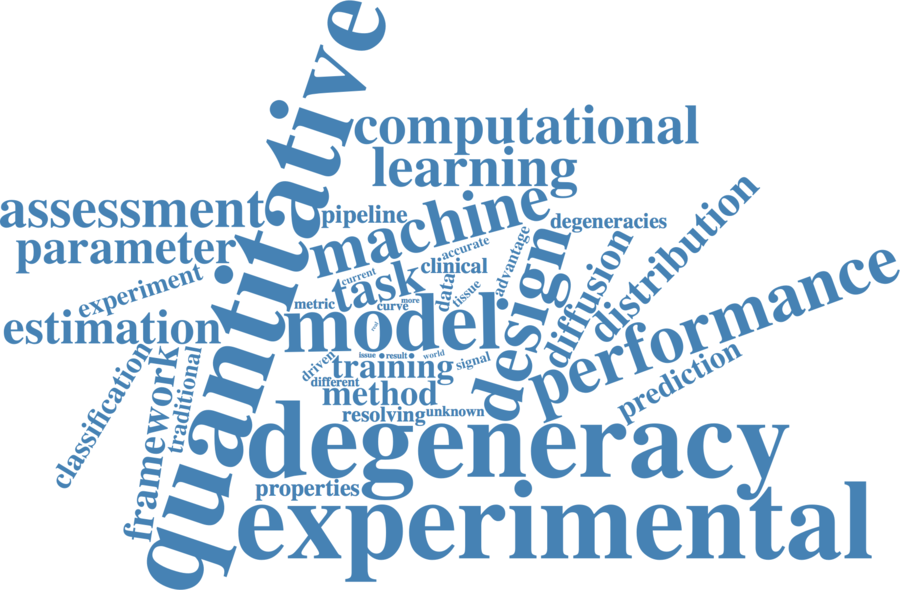 quantitative
computational
learning
assessment
pipeline
machine
degeneracies
distribution
parameter
accurate
advantage
experiment
current
task
clinical
data
tissue
design
diffusion
performance
metric
curve
more
estimation
model
real
issue
result
world
driven
training
signal
different
prediction
classification
framework
traditional
method
resolving
unknown
degeneracy
properties
experimental